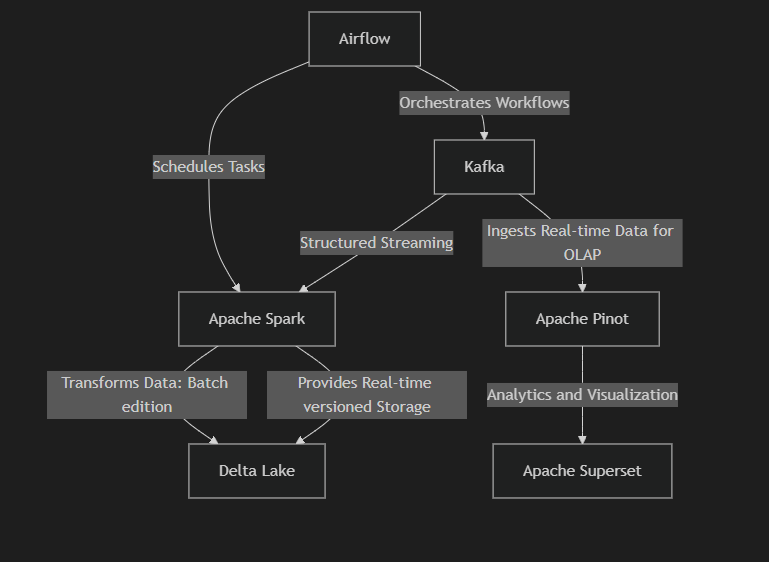 Airflow
Orchestrates Workflows
Schedules Tasks
Kafka
Structured Streaming
Ingests Real-time Data for
OLAP
Apache Spark
Apache Pinot
Transforms Data: Batch
edition
Provides Real-time
versioned Storage
Analytics and Visualization
Delta Lake
Apache Superset